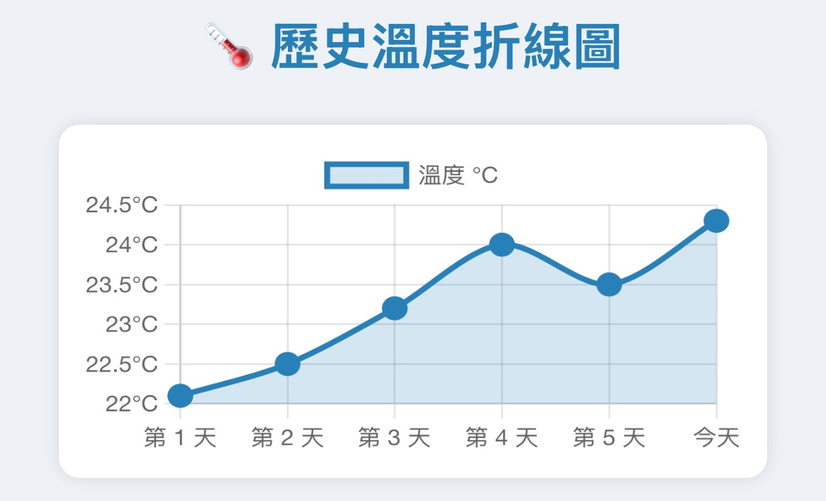 歷史溫度折線圖
溫度 °C
24.5°C
24°C
23.5°C
23°C
22.5°C
22°C
第 1 天 第 2 天 第 3 天 第 4 天 第 5 天 今天